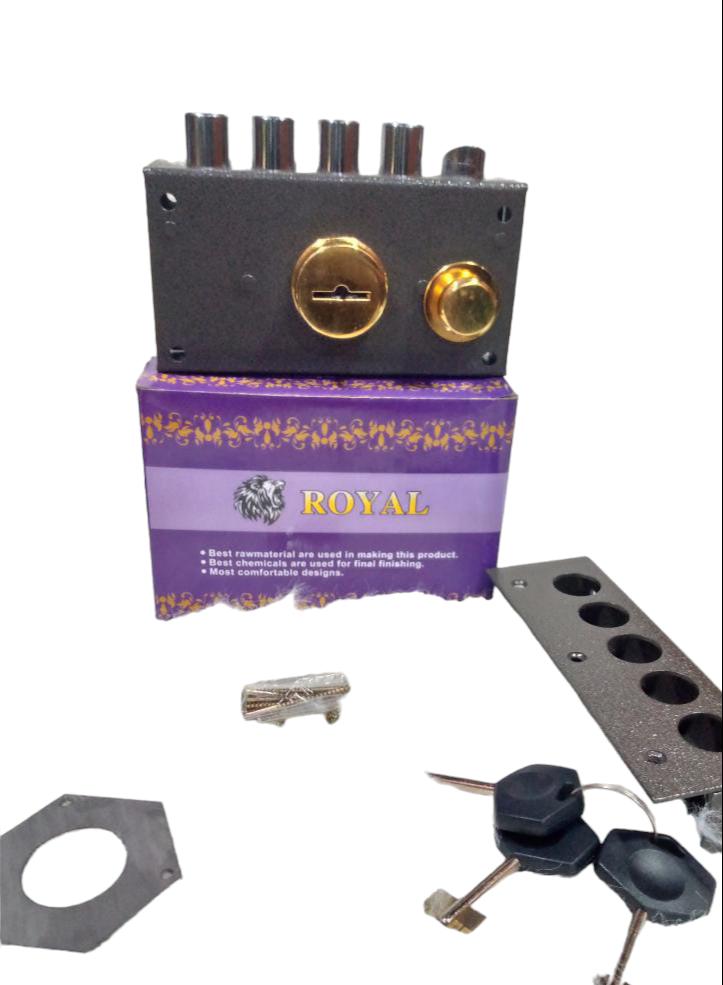 ROYAL
• Best rawmaterial are used in making this product.
• Best chemicals are used for final finishing.
• Most comfortable designs.